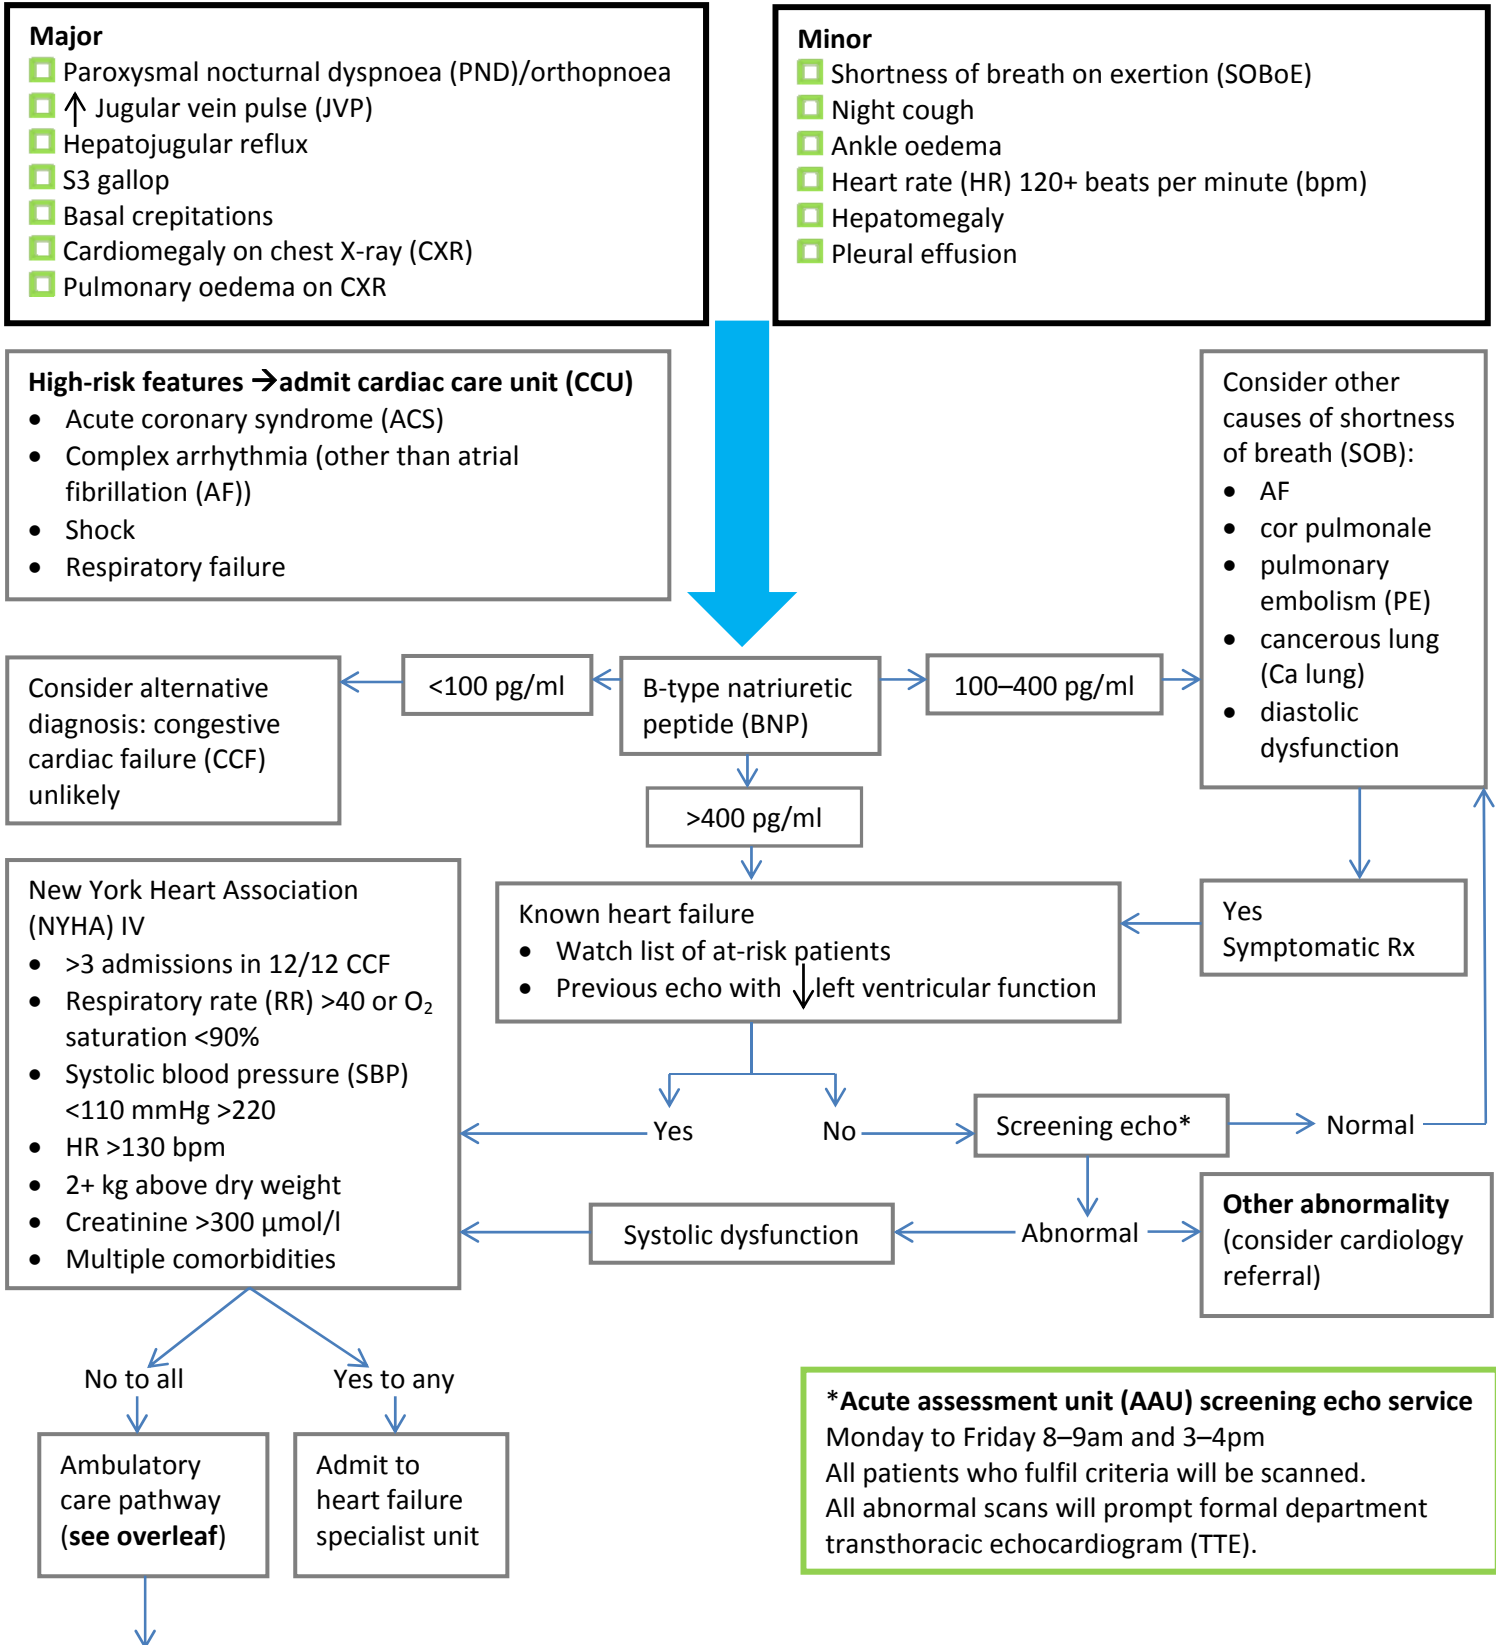 Major
Paroxysmal nocturnal dyspnoea (PND)/orthopnoea
↑ Jugular vein pulse (JVP)
Hepatojugular reflux
S3 gallop
Basal crepitations
Cardiomegaly on chest X-ray (CXR)
Pulmonary oedema on CXR
Minor
Shortness of breath on exertion (SOBoE)
Night cough
Ankle oedema
Heart rate (HR) 120+ beats per minute (bpm)
Hepatomegaly
Pleural effusion
High-risk features →admit cardiac care unit (CCU)
• Acute coronary syndrome (ACS)
• Complex arrhythmia (other than atrial
fibrillation (AF))
• Shock
• Respiratory failure
Consider other
causes of shortness
of breath (SOB):
• AF
• cor pulmonale
• pulmonary
embolism (PE)
• cancerous lung
(Ca lung)
• diastolic
dysfunction
Consider alternative
diagnosis: congestive
cardiac failure (CCF)
unlikely
<100 pg/ml
B-type natriuretic
peptide (BNP)
100–400 pg/ml
>400 pg/ml
New York Heart Association
(NYHA) IV
• >3 admissions in 12/12 CCF
• Respiratory rate (RR) >40 or O₂
saturation <90%
• Systolic blood pressure (SBP)
<110 mmHg >220
• HR >130 bpm
• 2+ kg above dry weight
• Creatinine >300 µmol/l
• Multiple comorbidities
Known heart failure
• Watch list of at-risk patients
• Previous echo with ↓left ventricular function
Yes
Symptomatic Rx
Yes
No
Screening echo*
Normal
Systolic dysfunction
Abnormal
Other abnormality
(consider cardiology
referral)
No to all
Yes to any
Ambulatory
care pathway
(see overleaf)
Admit to
heart failure
specialist unit
*Acute assessment unit (AAU) screening echo service
Monday to Friday 8–9am and 3–4pm
All patients who fulfil criteria will be scanned.
All abnormal scans will prompt formal department
transthoracic echocardiogram (TTE).